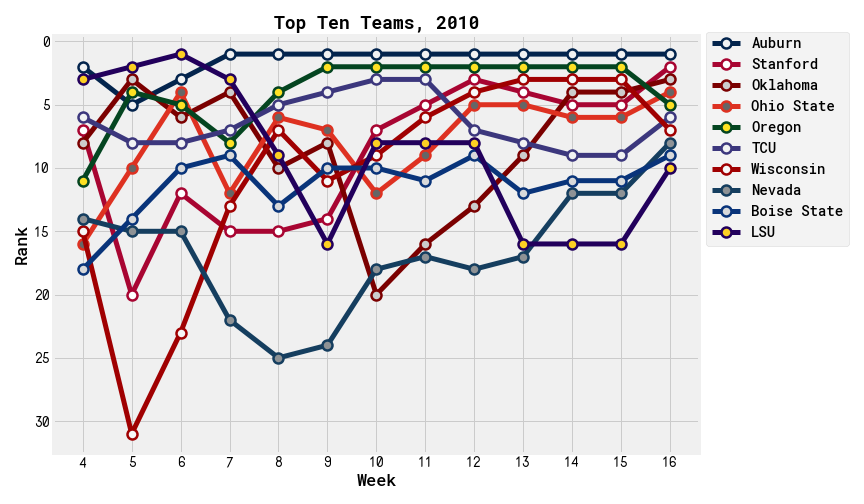 Top Ten Teams, 2010
0
5
10
15
20
25
30
Rank
4 5 6 7 8 9 10 11 12 13 14 15 16
Week
Auburn
Stanford
Oklahoma
Ohio State
Oregon
TCU
Wisconsin
Nevada
Boise State
LSU